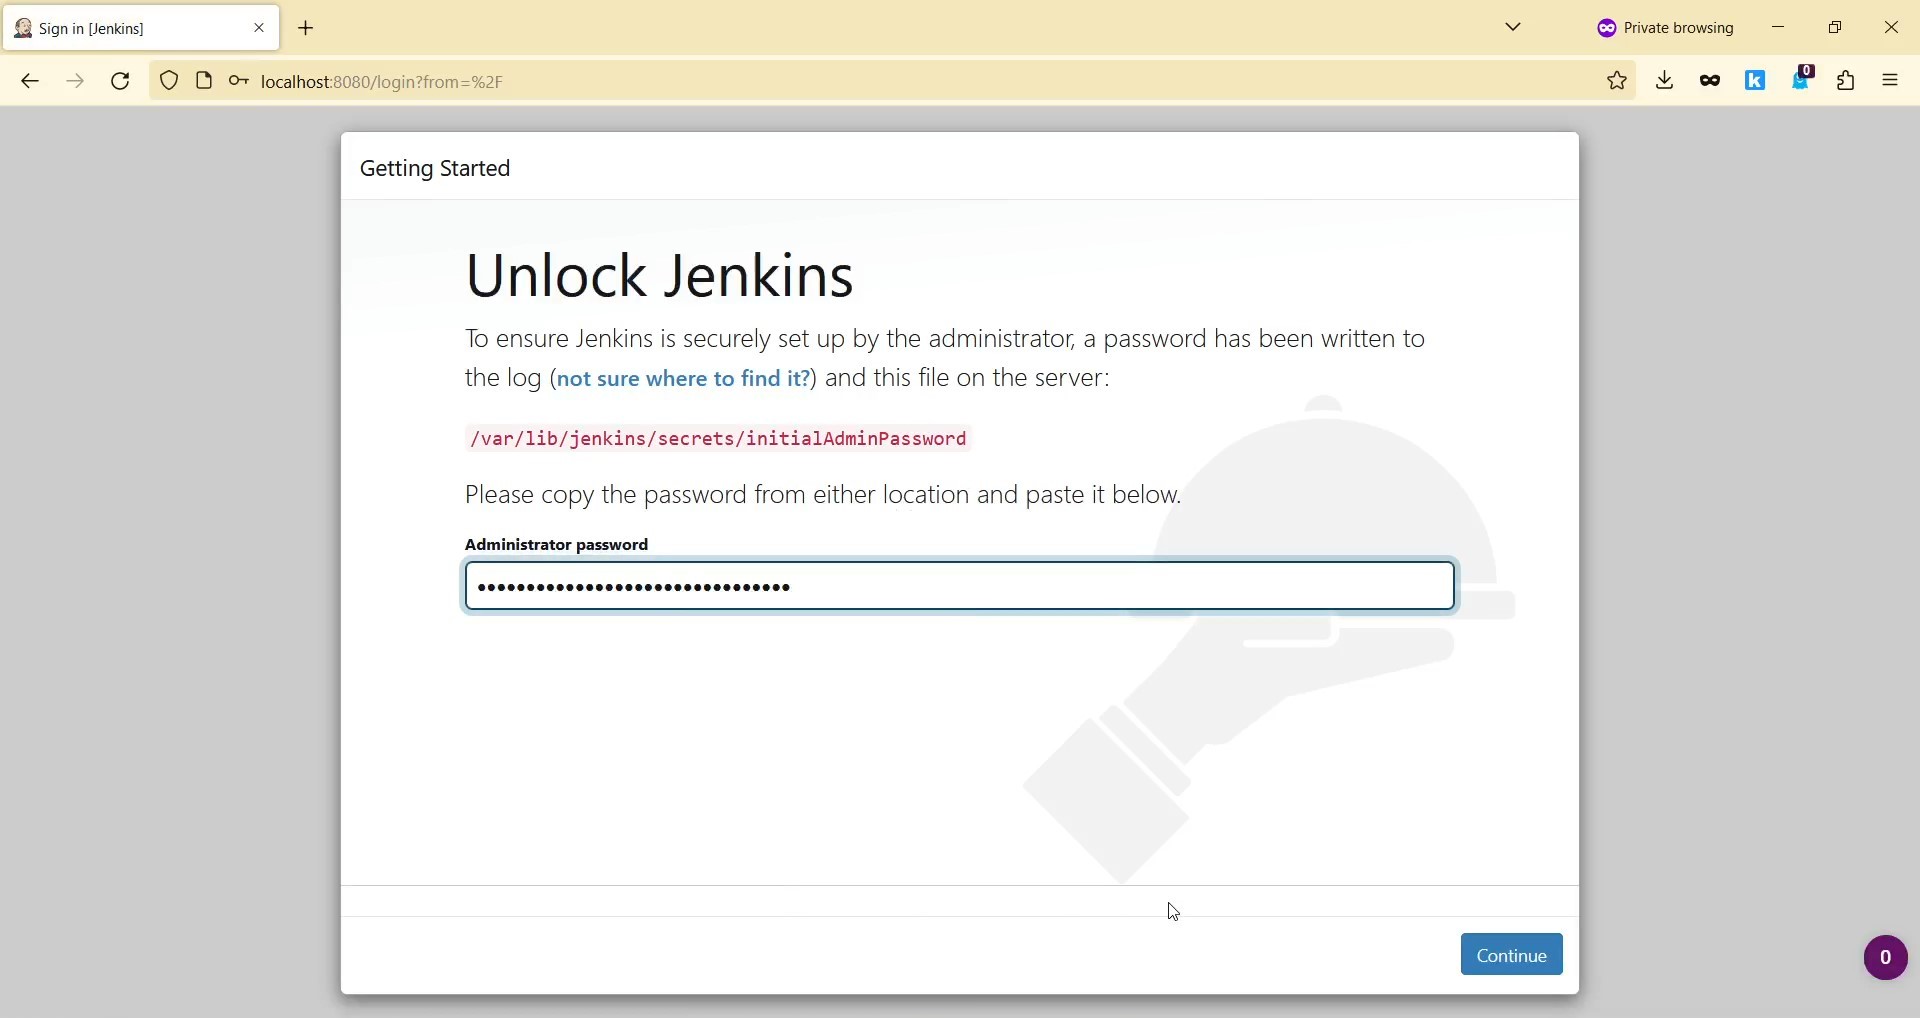 Sign in [Jenkins]
Private browsing
localhost:8080/login?from=%2F
k
0
Getting Started
Unlock Jenkins
To ensure Jenkins is securely set up by the administrator, a password has been written to
the log (not sure where to find it?) and this file on the server:
/var/lib/jenkins/secrets/initialAdminPassword
Please copy the password from either location and paste it below.
Administrator password
••••••••••••••••••••••••••••••••
Continue
0